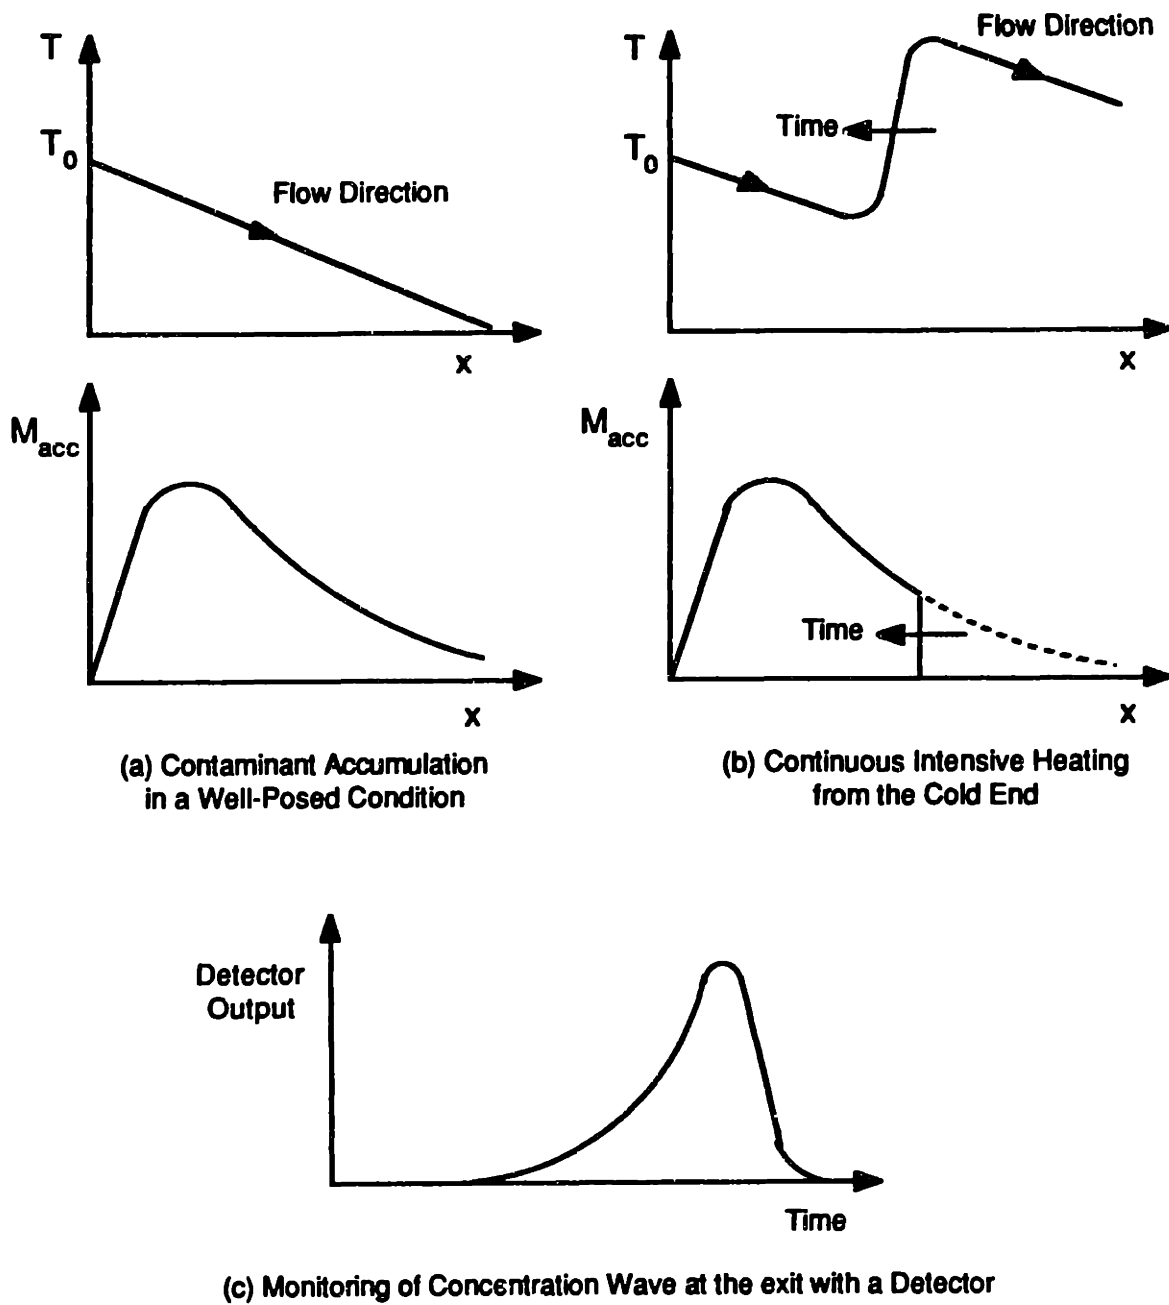 T
T0
Flow Direction
x
Macc
x
(a) Contaminant Accumulation
in a Well-Posed Condition
Flow Direction
T
Time
T0
x
Macc
Time
x
(b) Continuous Intensive Heating
from the Cold End
Detector
Output
Time
(c) Monitoring of Concentration Wave at the exit with a Detector